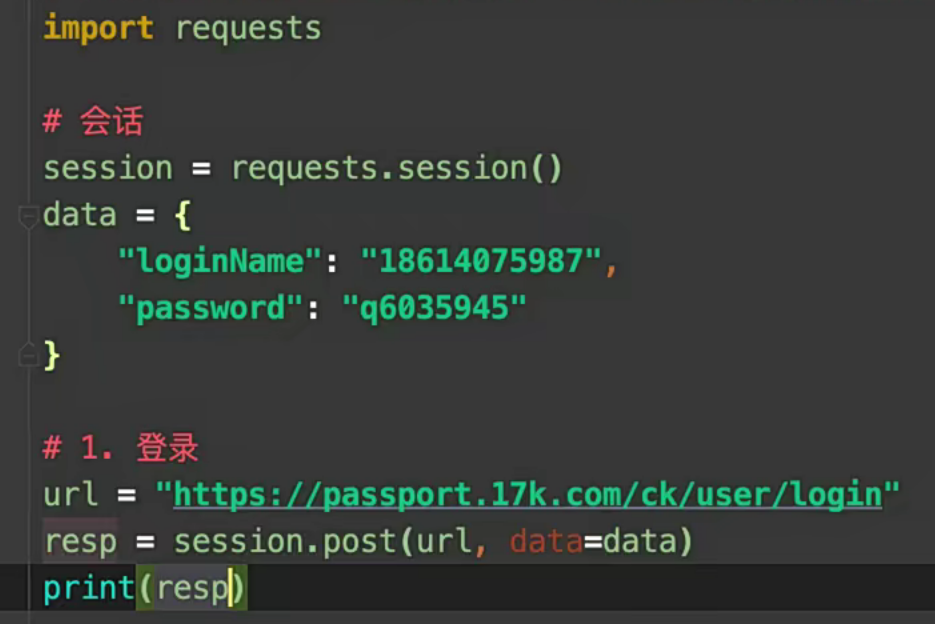 import requests
# 会话
session = requests.session()
data = {
"loginName": "18614075987",
"password": "q6035945"
}
# 1. 登录
url = "https://passport.17k.com/ck/user/login"
resp = session.post(url, data=data)
print(resp)